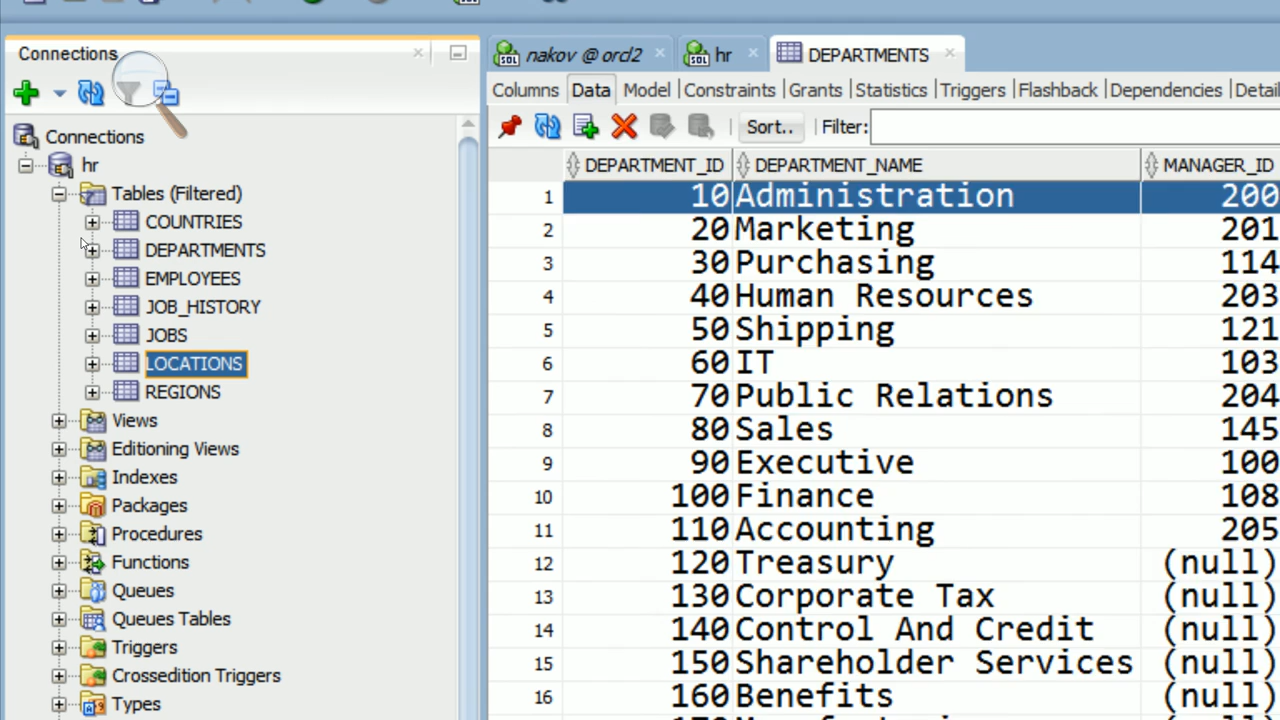 Connections
Connections
hr
Tables (Filtered)
COUNTRIES
DEPARTMENTS
EMPLOYEES
JOB_HISTORY
JOBS
LOCATIONS
REGIONS
Views
Editioning Views
Indexes
Packages
Procedures
Functions
Queues
Queues Tables
Triggers
Crossedition Triggers
Types
SQL nakov @ orcl2 SQL hr DEPARTMENTS
Columns Data Model Constraints Grants Statistics Triggers Flashback Dependencies Detai
Sort.. Filter:
DEPARTMENT_ID DEPARTMENT_NAME MANAGER_ID
1 10 Administration 200
2 20 Marketing 201
3 30 Purchasing 114
4 40 Human Resources 203
5 50 Shipping 121
6 60 IT 103
7 70 Public Relations 204
8 80 Sales 145
9 90 Executive 100
10 100 Finance 108
11 110 Accounting 205
12 120 Treasury (null)
13 130 Corporate Tax (null)
14 140 Control And Credit (null)
15 150 Shareholder Services (null)
16 160 Benefits (null)